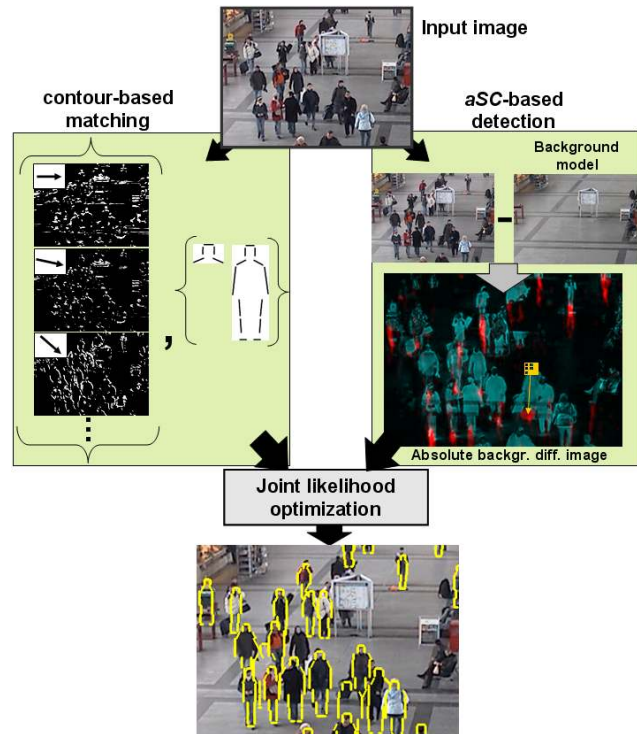 Input image
contour-based
matching
aSC-based
detection
Background
model
,
-
Absolute backgr. diff. image
Joint likelihood
optimization